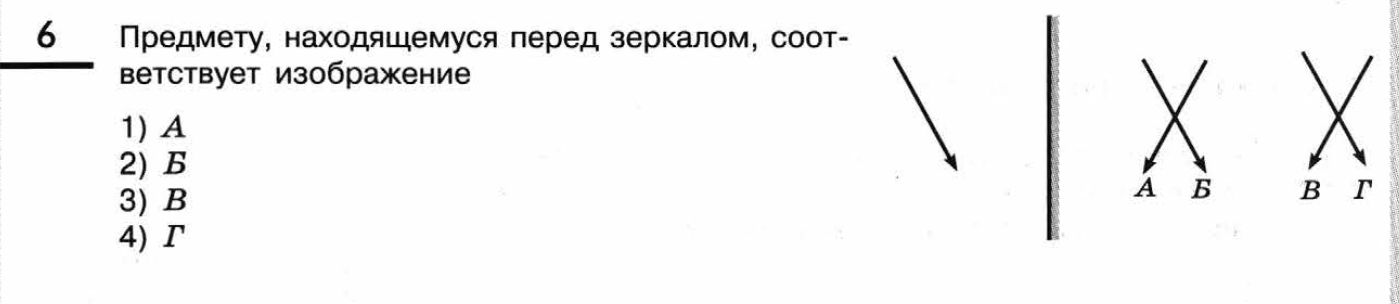 6 Предмету, находящемуся перед зеркалом, соот-
ветствует изображение
1) А
2) Б
3) В
4) Г
А Б В Г